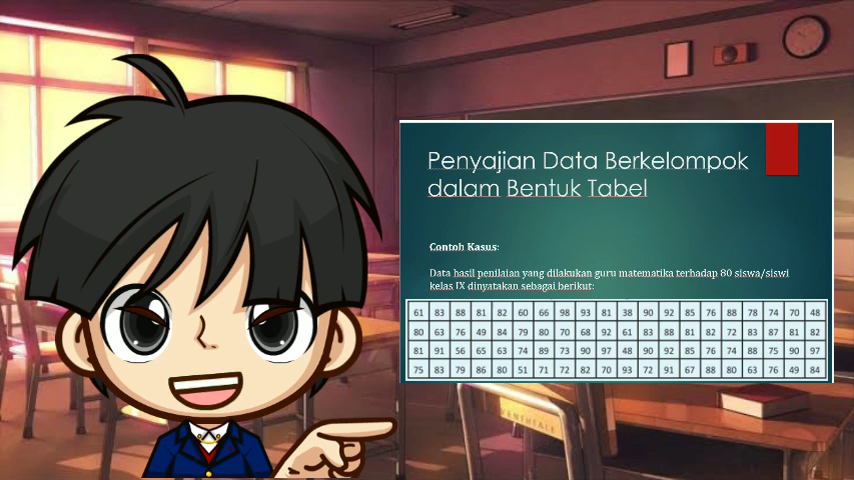 Penyajian Data Berkelompok
dalam Bentuk Tabel
Contoh Kasus:
Data hasil penilaian yang dilakukan guru matematika terhadap 80 siswa/siswi
kelas IX dinyatakan sebagai berikut:
61 83 88 81 82 60 66 98 93 81 38 90 92 85 76 88 78 74 70 48
80 63 76 49 84 79 80 70 68 92 61 83 88 81 82 72 83 87 81 82
81 91 56 65 63 74 89 73 90 97 48 90 92 85 76 74 88 75 90 97
75 83 79 86 80 51 71 72 82 70 93 72 91 67 88 80 63 76 49 84